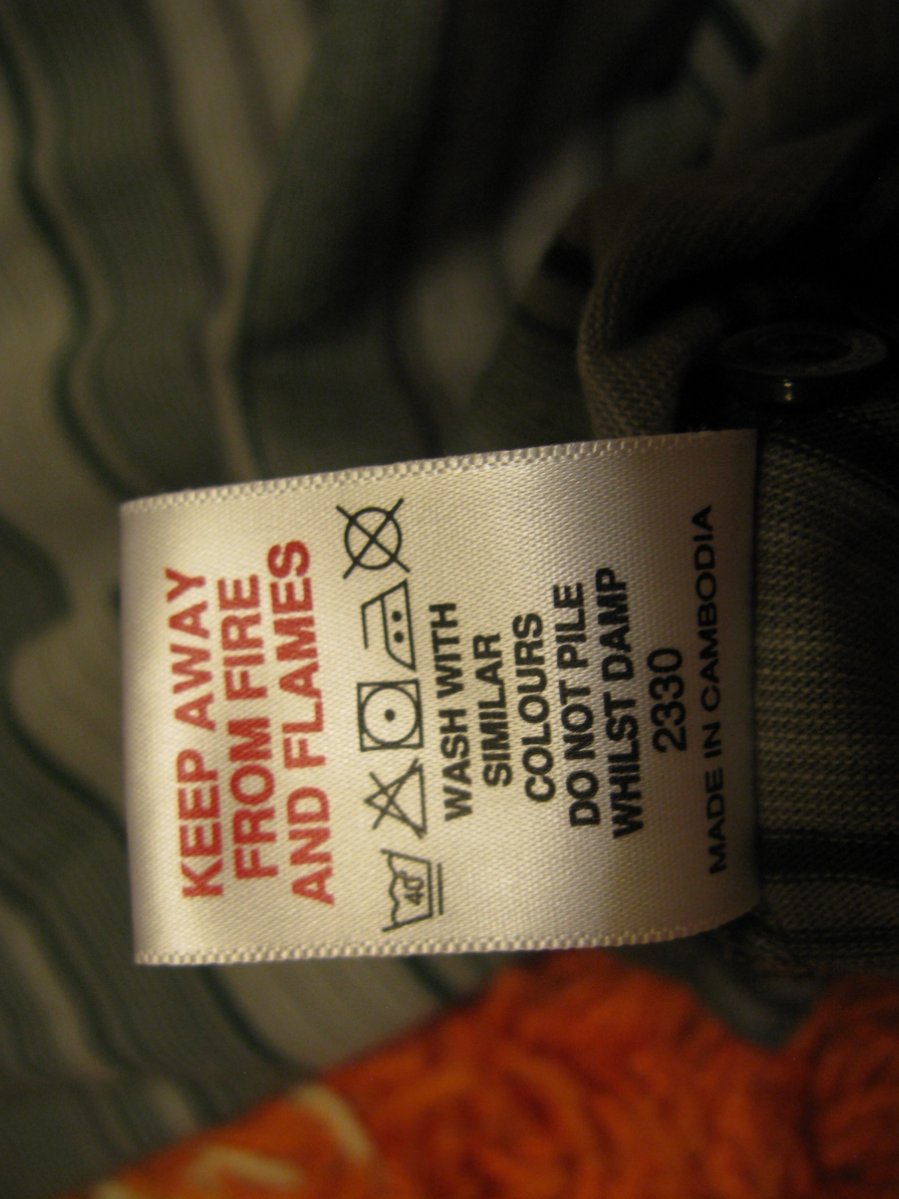 KEEP AWAY
FROM FIRE
AND FLAMES
40
WASH WITH
SIMILAR
COLOURS
DO NOT PILE
WHILST DAMP
2330
MADE IN CAMBODIA